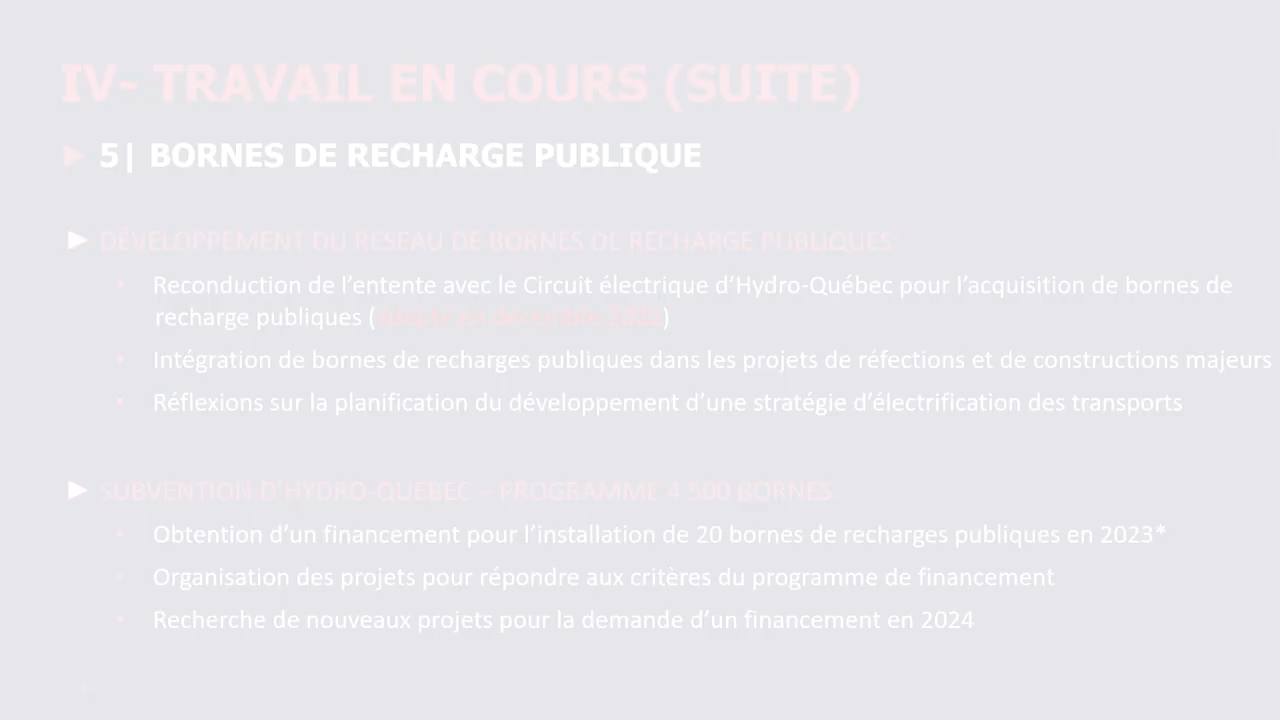 IV- TRAVAIL EN COURS (SUITE)
► 5| BORNES DE RECHARGE PUBLIQUE
► DÉVELOPPEMENT DU RÉSEAU DE BORNES DE RECHARGE PUBLIQUES
• Reconduction de l’entente avec le Circuit électrique d’Hydro-Québec pour l’acquisition de bornes de
recharge publiques (adopté en décembre 2022)
• Intégration de bornes de recharges publiques dans les projets de réfections et de constructions majeurs
• Réflexions sur la planification du développement d’une stratégie d’électrification des transports
► SUBVENTION D’HYDRO-QUÉBEC – PROGRAMME 4 500 BORNES
• Obtention d’un financement pour l’installation de 20 bornes de recharges publiques en 2023*
• Organisation des projets pour répondre aux critères du programme de financement
• Recherche de nouveaux projets pour la demande d’un financement en 2024